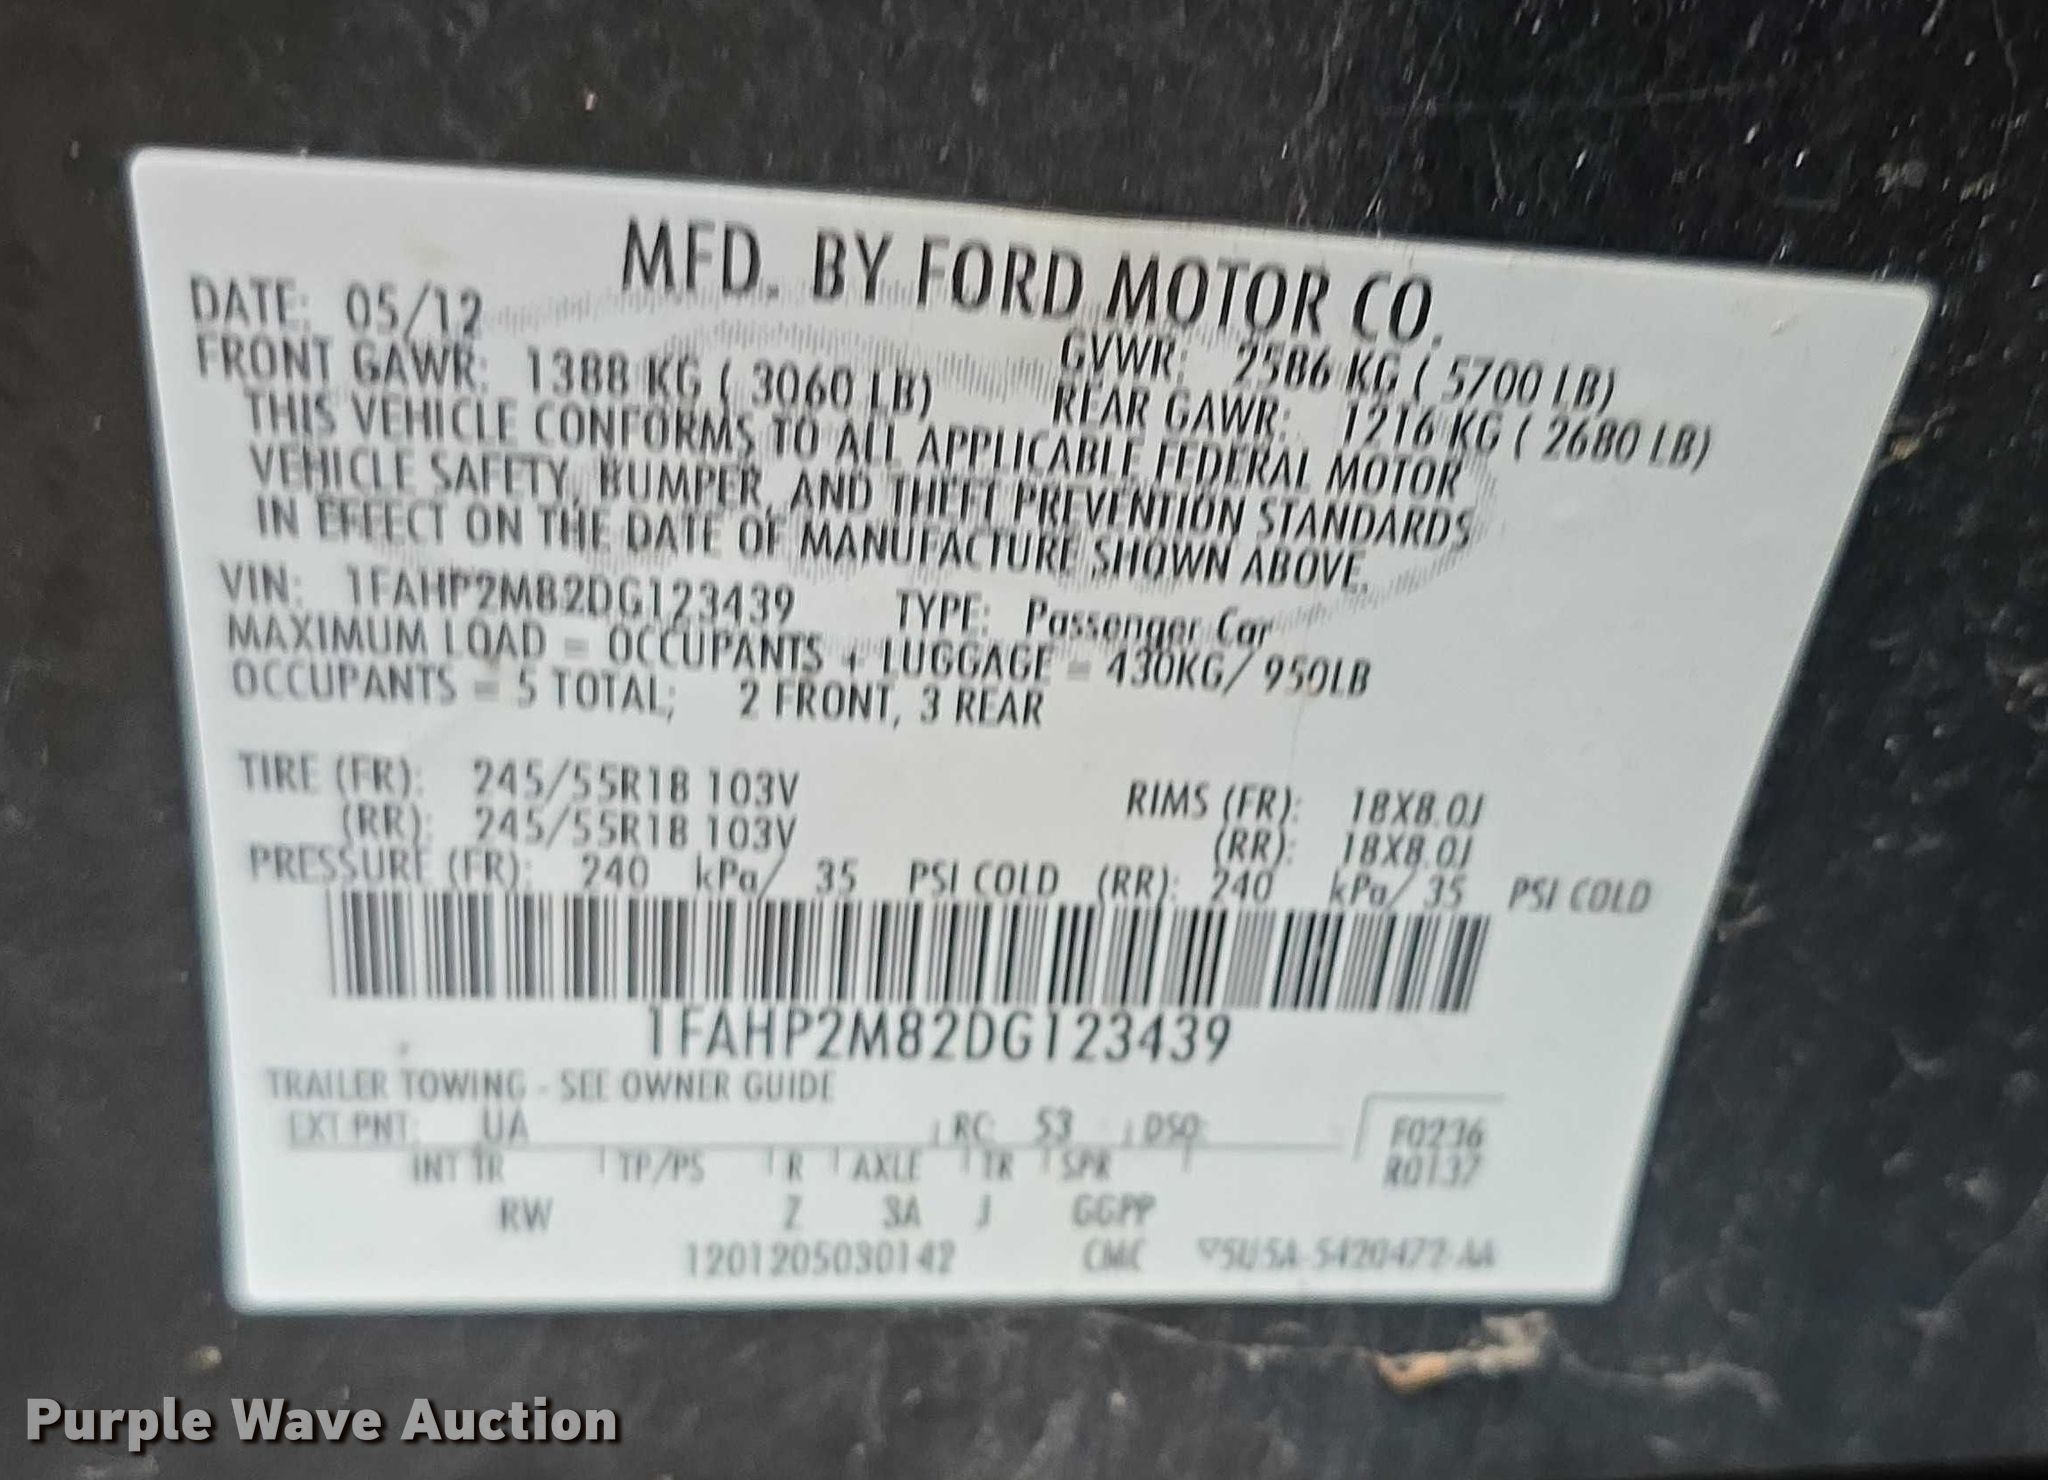 MFD. BY FORD MOTOR CO.
DATE: 05/12
GVWR: 2586 KG ( 5700 LB)
FRONT GAWR: 1388 KG ( 3060 LB)
REAR GAWR: 1216 KG ( 2680 LB)
THIS VEHICLE CONFORMS TO ALL APPLICABLE FEDERAL MOTOR
VEHICLE SAFETY, BUMPER, AND THEFT PREVENTION STANDARDS
IN EFFECT ON THE DATE OF MANUFACTURE SHOWN ABOVE.
VIN: 1FAHP2M82DG123439 TYPE: Passenger Car
MAXIMUM LOAD = OCCUPANTS + LUGGAGE = 430KG/ 950LB
OCCUPANTS = 5 TOTAL; 2 FRONT, 3 REAR
TIRE (FR): 245/55R18 103V RIMS (FR): 18X8.0J
(RR): 245/55R18 103V (RR): 18X8.0J
PRESSURE (FR): 240 kPa/ 35 PSI COLD (RR): 240 kPa/ 35 PSI COLD
1FAHP2M82DG123439
TRAILER TOWING - SEE OWNER GUIDE
EXT PNT: UA RC: 53 DSO: F0236
INT TR TP/PS R AXLE TR SPR R0137
RW Z 3A J GGPP
1201205030142 CMC ▽5U5A-5420472-AA
Purple Wave Auction